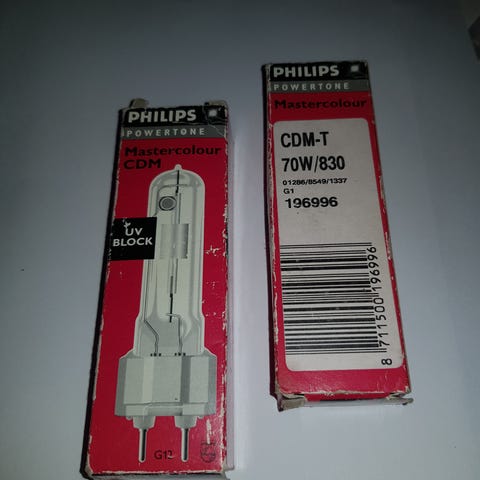 PHILIPS
POWERTONE
Mastercolour
CDM
UV
BLOCK
G12
PHILIPS
POWERTONE
Mastercolour
CDM-T
70W/830
01286/8549/1337
G1
196996
8 711500 196996